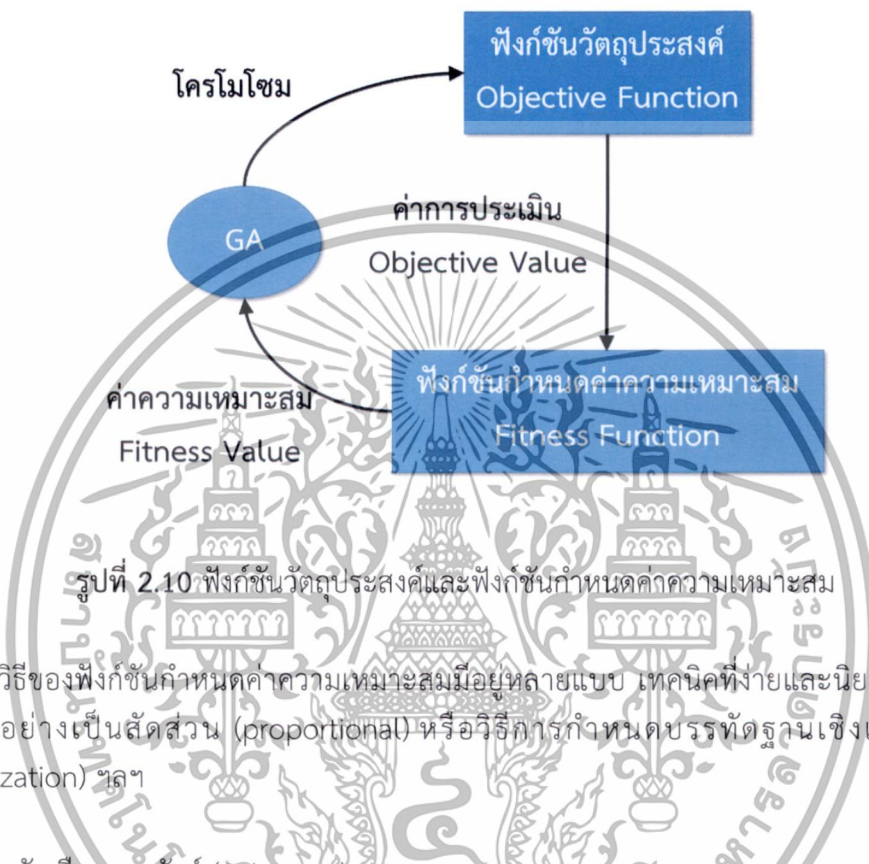 ฟังก์ชันวัตถุประสงค์
Objective Function
โครโมโซม
GA
ค่าการประเมิน
Objective Value
ฟังก์ชันกำหนดค่าความเหมาะสม
Fitness Function
ค่าความเหมาะสม
Fitness Value
รูปที่ 2.10 ฟังก์ชันวัตถุประสงค์และฟังก์ชันกำหนดค่าความเหมาะสม
วิธีของฟังก์ชันกำหนดค่าความเหมาะสมมีอยู่หลายแบบ เทคนิคที่ง่ายและนิย
อย่างเป็นสัดส่วน (proportional) หรือวิธีการกำหนดบรรทัดฐานเชิงเ
zation) ฯลฯ